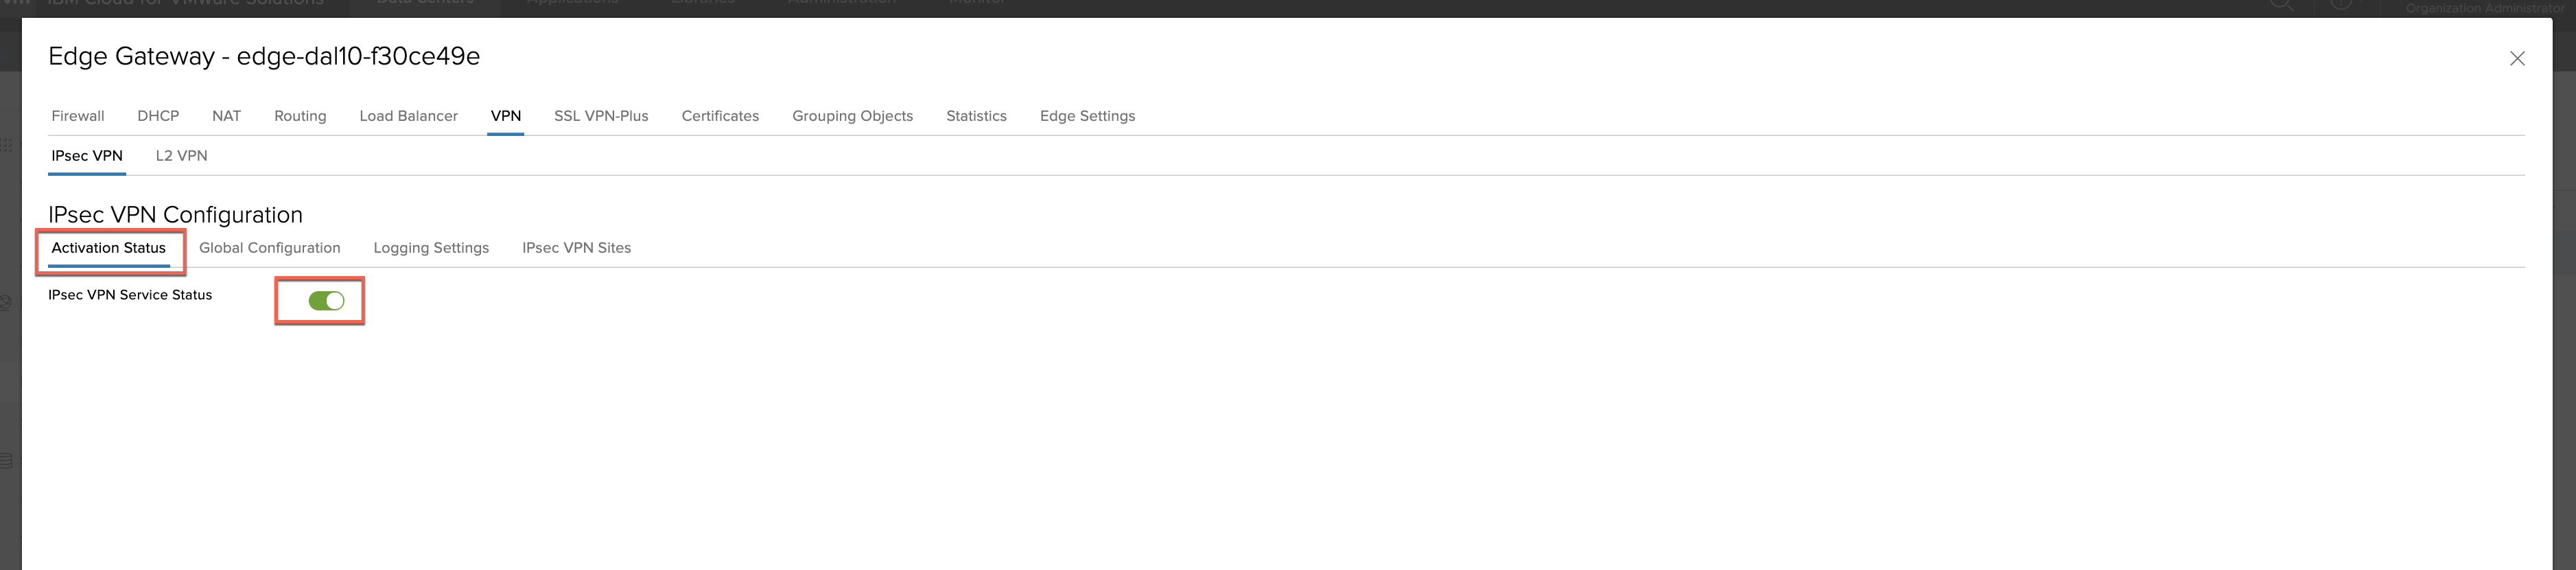 IBM Cloud for VMware Solutions Data Centers Applications Libraries Administration Monitor
Organization Administrator
Edge Gateway - edge-dal10-f30ce49e
Firewall DHCP NAT Routing Load Balancer VPN SSL VPN-Plus Certificates Grouping Objects Statistics Edge Settings
IPsec VPN L2 VPN
IPsec VPN Configuration
Activation Status Global Configuration Logging Settings IPsec VPN Sites
IPsec VPN Service Status